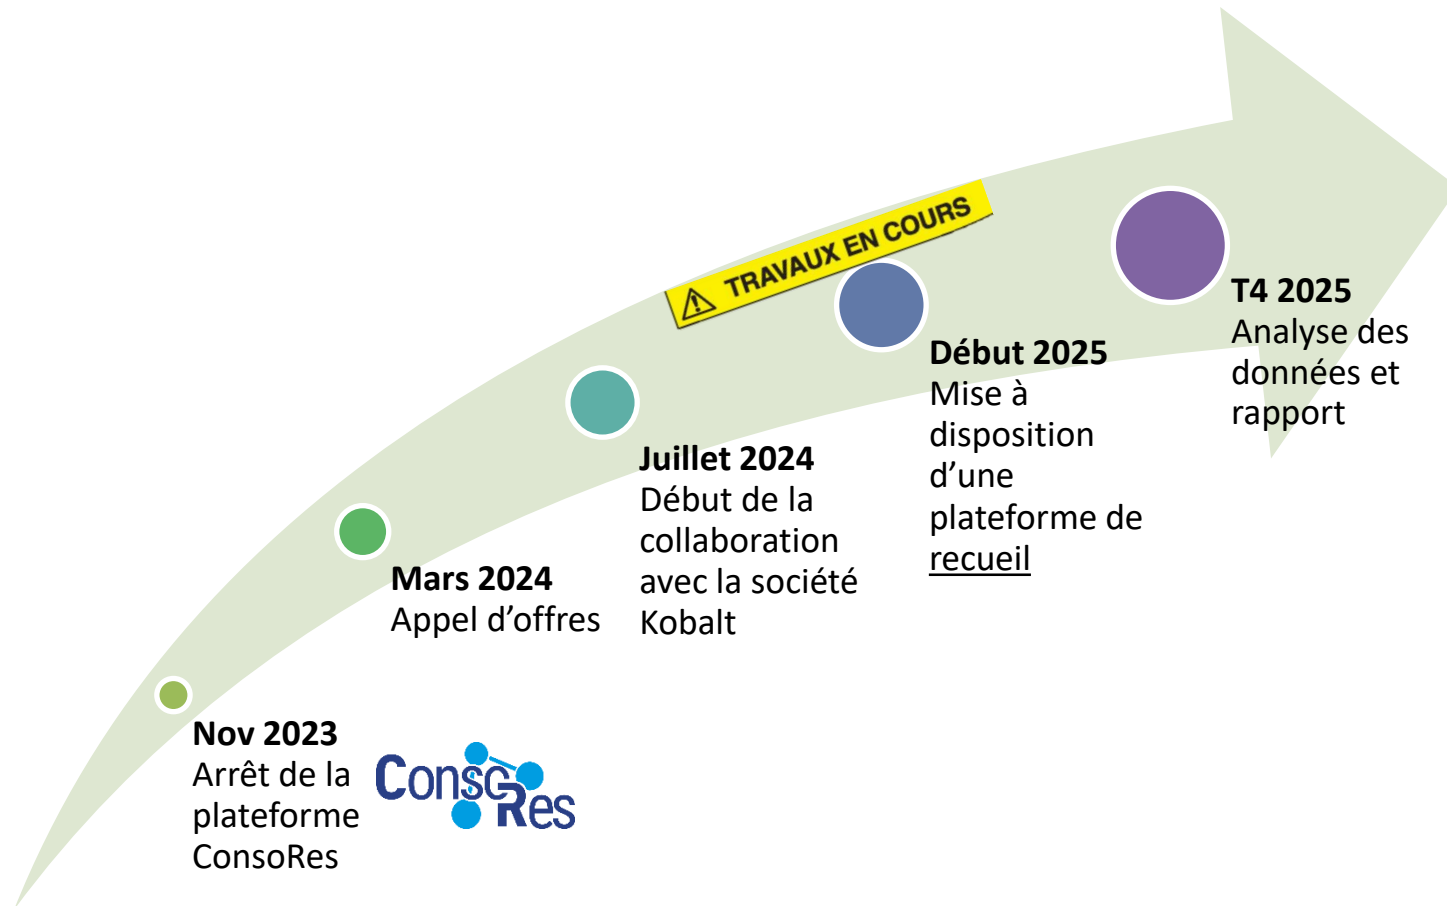 TRAVAUX EN COURS
Nov 2023
Arrêt de la
plateforme
ConsoRes
ConsoRes
Mars 2024
Appel d’offres
Juillet 2024
Début de la
collaboration
avec la société
Kobalt
Début 2025
Mise à
disposition
d’une
plateforme de
recueil
T4 2025
Analyse des
données et
rapport